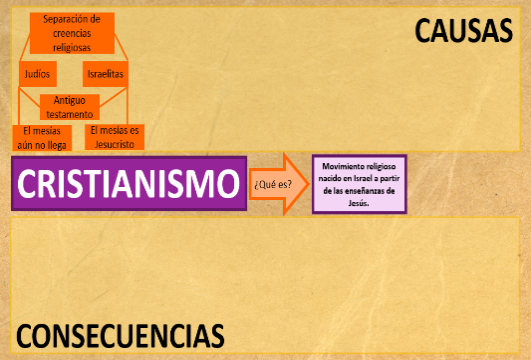 CAUSAS
Separación de
creencias
religiosas
Judíos
Israelitas
Antiguo
testamento
El mesías
aún no llega
El mesías es
Jesucristo
CRISTIANISMO
¿Qué es?
Movimiento religioso
nacido en Israel a partir
de las enseñanzas de
Jesús.
CONSECUENCIAS